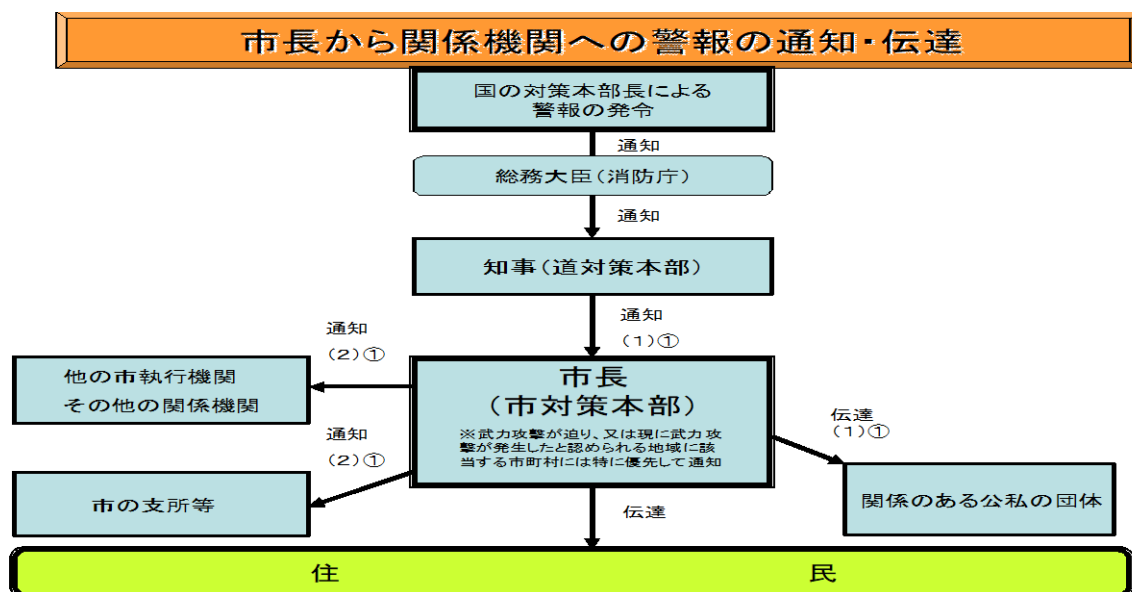 市長から関係機関への警報の通知・伝達
国の対策本部長による
警報の発令
通知
総務大臣(消防庁)
通知
知事(道対策本部)
通知
(1)①
通知
(2)①
他の市執行機関
その他の関係機関
市長
(市対策本部)
※武力攻撃が迫り、又は現に武力攻
撃が発生したと認められる地域に該
当する市町村には特に優先して通知
伝達
(1)①
通知
(2)①
市の支所等
関係のある公私の団体
伝達
住民